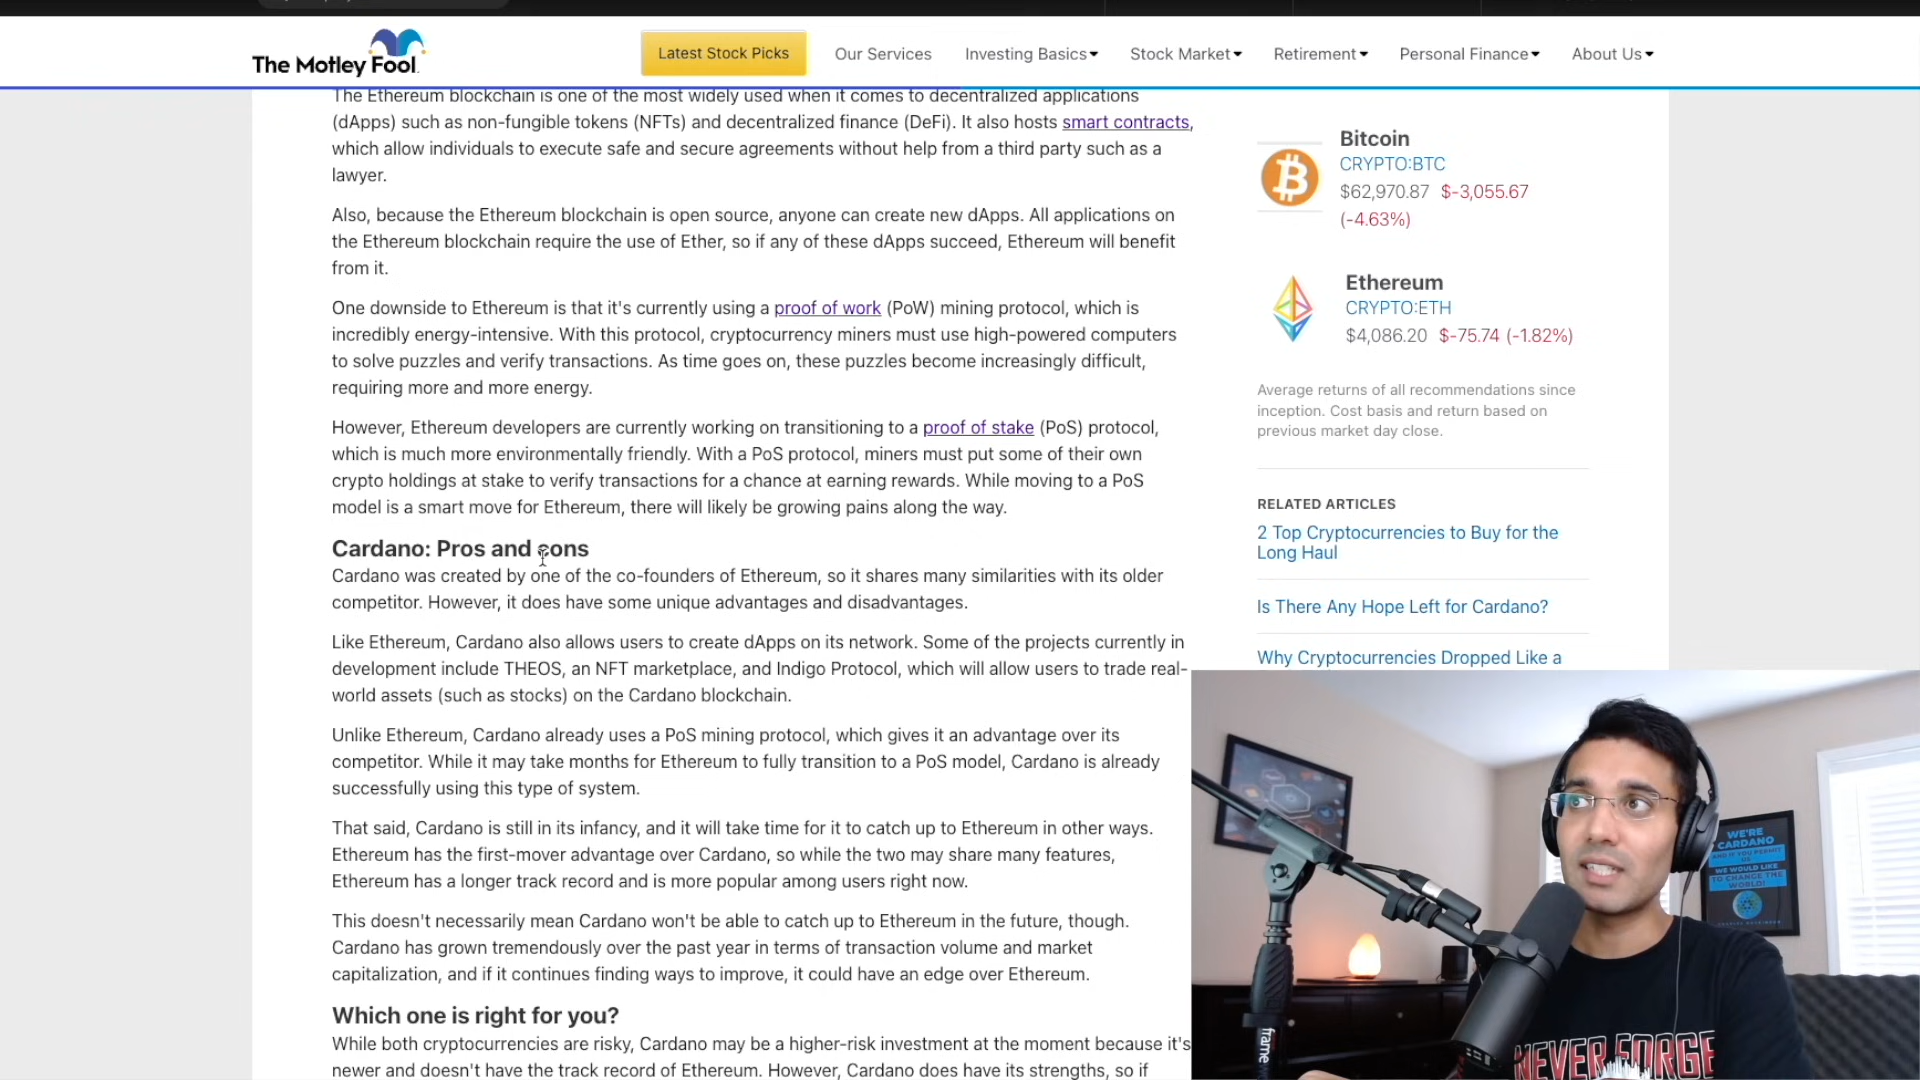 The Motley Fool.
Latest Stock Picks
Our Services
Investing Basics
Stock Market
Retirement
Personal Finance
About Us
The Ethereum blockchain is one of the most widely used when it comes to decentralized applications
(dApps) such as non-fungible tokens (NFTs) and decentralized finance (DeFi). It also hosts smart contracts,
which allow individuals to execute safe and secure agreements without help from a third party such as a
lawyer.
Also, because the Ethereum blockchain is open source, anyone can create new dApps. All applications on
the Ethereum blockchain require the use of Ether, so if any of these dApps succeed, Ethereum will benefit
from it.
One downside to Ethereum is that it's currently using a proof of work (PoW) mining protocol, which is
incredibly energy-intensive. With this protocol, cryptocurrency miners must use high-powered computers
to solve puzzles and verify transactions. As time goes on, these puzzles become increasingly difficult,
requiring more and more energy.
However, Ethereum developers are currently working on transitioning to a proof of stake (PoS) protocol,
which is much more environmentally friendly. With a PoS protocol, miners must put some of their own
crypto holdings at stake to verify transactions for a chance at earning rewards. While moving to a PoS
model is a smart move for Ethereum, there will likely be growing pains along the way.
Cardano: Pros and cons
Cardano was created by one of the co-founders of Ethereum, so it shares many similarities with its older
competitor. However, it does have some unique advantages and disadvantages.
Like Ethereum, Cardano also allows users to create dApps on its network. Some of the projects currently in
development include THEOS, an NFT marketplace, and Indigo Protocol, which will allow users to trade real-
world assets (such as stocks) on the Cardano blockchain.
Unlike Ethereum, Cardano already uses a PoS mining protocol, which gives it an advantage over its
competitor. While it may take months for Ethereum to fully transition to a PoS model, Cardano is already
successfully using this type of system.
That said, Cardano is still in its infancy, and it will take time for it to catch up to Ethereum in other ways.
Ethereum has the first-mover advantage over Cardano, so while the two may share many features,
Ethereum has a longer track record and is more popular among users right now.
This doesn't necessarily mean Cardano won't be able to catch up to Ethereum in the future, though.
Cardano has grown tremendously over the past year in terms of transaction volume and market
capitalization, and if it continues finding ways to improve, it could have an edge over Ethereum.
Which one is right for you?
While both cryptocurrencies are risky, Cardano may be a higher-risk investment at the moment because it's
newer and doesn't have the track record of Ethereum. However, Cardano does have its strengths, so if
Bitcoin
CRYPTO:BTC
$62,970.87 $-3,055.67
(-4.63%)
Ethereum
CRYPTO:ETH
$4,086.20 $-75.74 (-1.82%)
Average returns of all recommendations since
inception. Cost basis and return based on
previous market day close.
RELATED ARTICLES
2 Top Cryptocurrencies to Buy for the
Long Haul
Is There Any Hope Left for Cardano?
Why Cryptocurrencies Dropped Like a
WE'RE
CARDANO
AND IF YOU PERMIT
US
WE WOULD LIKE
TO CHANGE THE
WORLD!
frame
NEVER FORGE